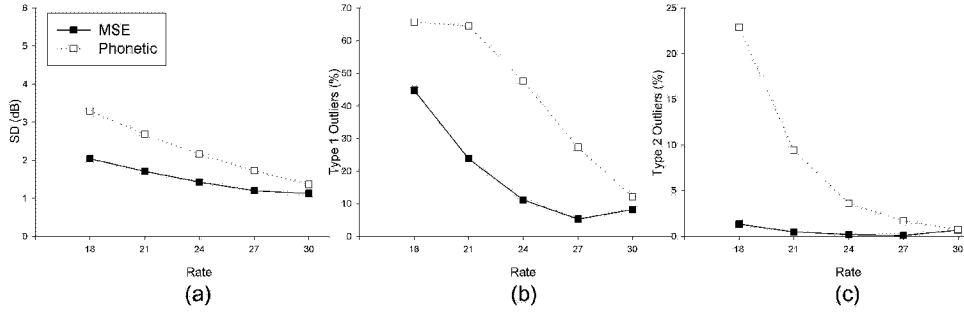 MSE
Phonetic
SD (dB)
6
5
4
3
2
1
0
18 21 24 27 30
Rate
(a)
Type 1 Outliers (%)
70
60
50
40
30
20
10
0
18 21 24 27 30
Rate
(b)
Type 2 Outliers (%)
25
20
15
10
5
0
18 21 24 27 30
Rate
(c)